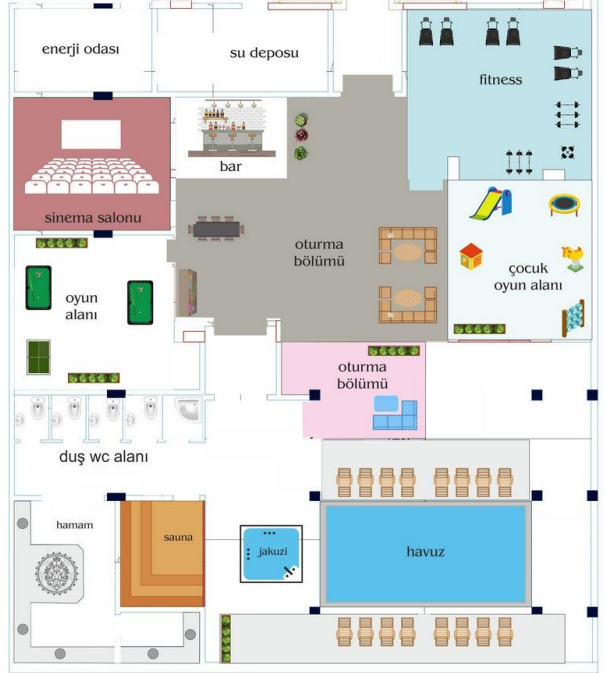 enerji odası
su deposu
fitness
bar
sinema salonu
oturma
bölümü
çocuk
oyun alanı
oyun
alanı
oturma
bölümü
duş wc alanı
hamam
sauna
jakuzi
havuz